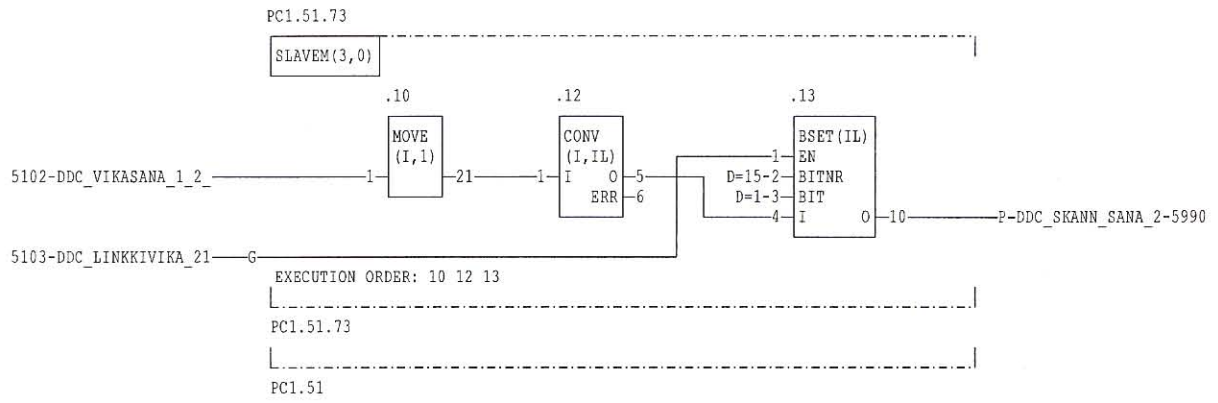 PC1.51.73
SLAVEM(3,0)
.10 .12 .13
MOVE CONV BSET(IL)
(I,1) (I,IL) 1 EN
5102-DDC_VIKASANA_1_2_ 1 21 1 I O 5 D=15-2 BITNR
ERR 6 D=1-3 BIT
4 I O 10 P-DDC_SKANN_SANA_2-5990
5103-DDC_LINKKIVIKA_21 G
EXECUTION ORDER: 10 12 13
PC1.51.73
PC1.51